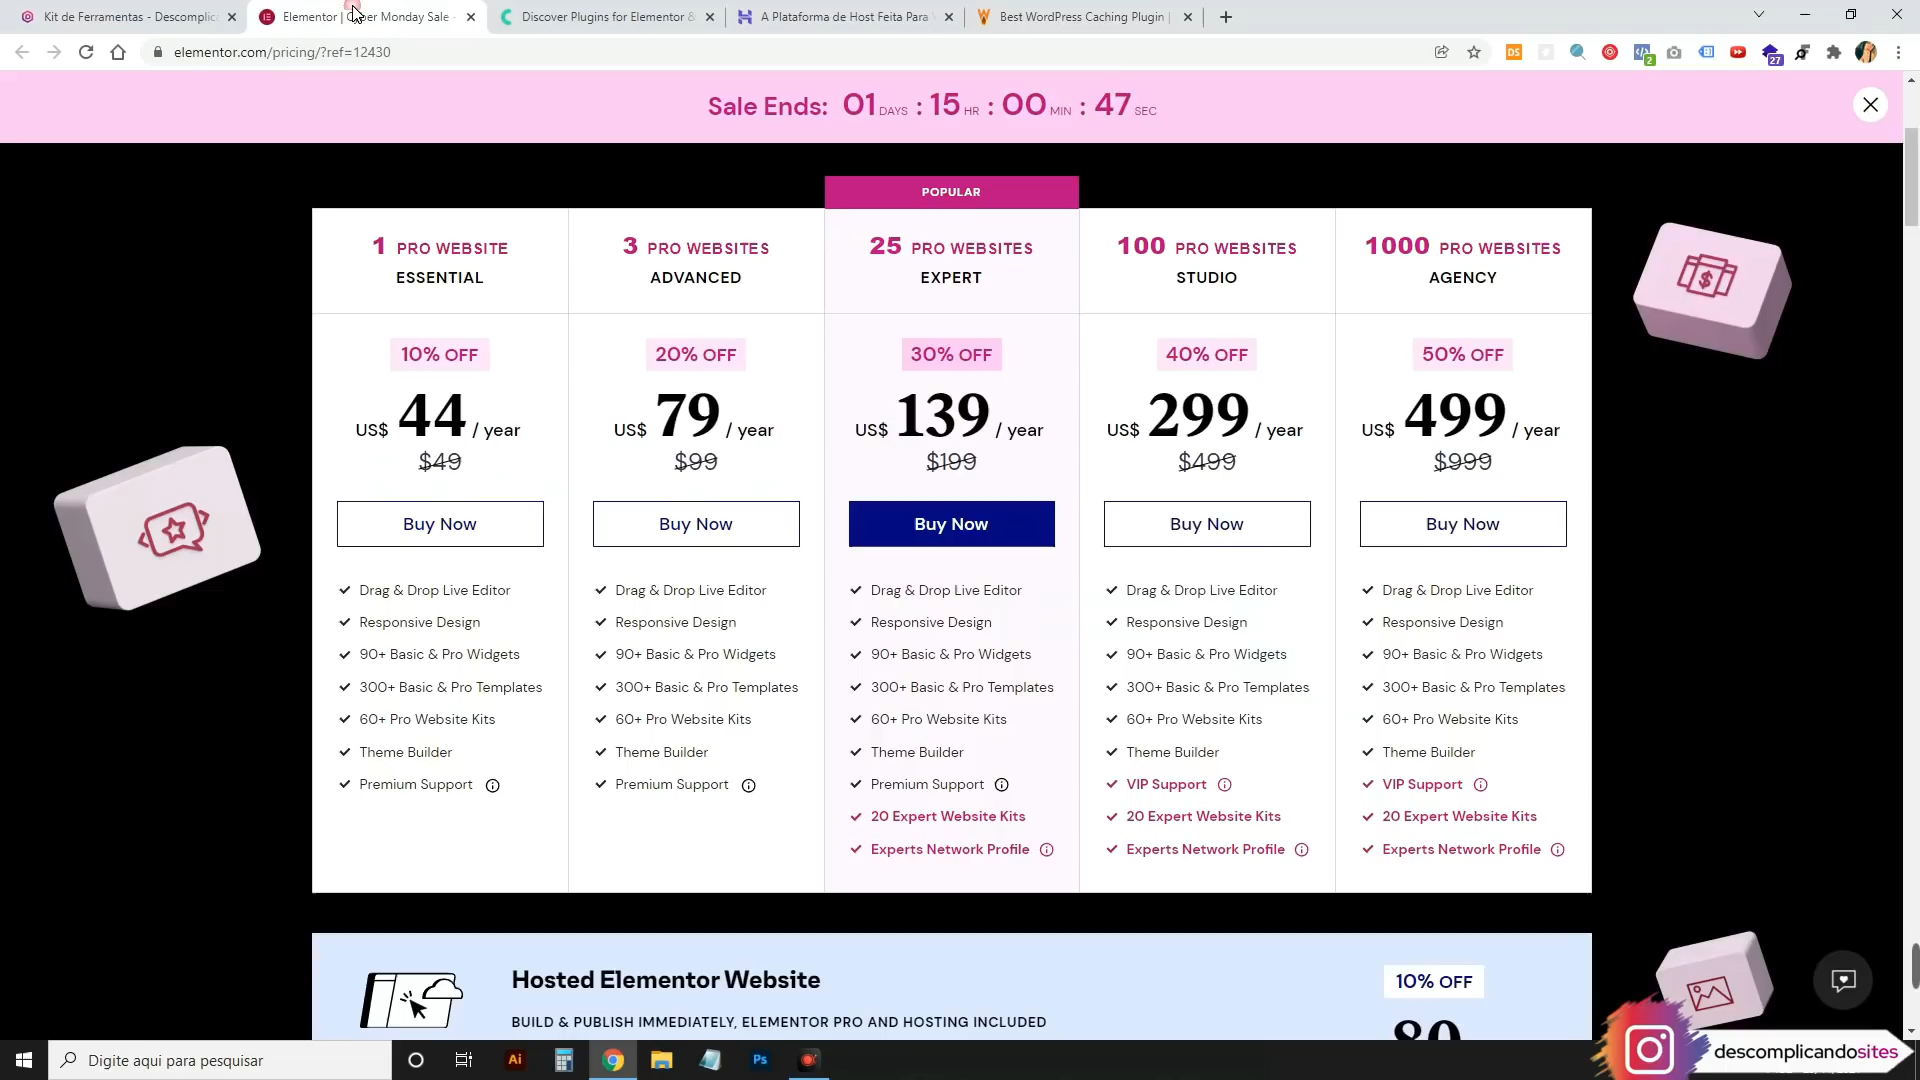 Kit de Ferramentas - Descomplic
Elementor | Cyber Monday Sale
Discover Plugins for Elementor &
A Plataforma de Host Feita Para
Best WordPress Caching Plugin |
elementor.com/pricing/?ref=12430
DS
2
27
Sale Ends: 01 DAYS : 15 HR : 00 MIN : 47 SEC
POPULAR
1 PRO WEBSITE
ESSENTIAL
10% OFF
US$ 44 / year
$49
Buy Now
Drag & Drop Live Editor
Responsive Design
90+ Basic & Pro Widgets
300+ Basic & Pro Templates
60+ Pro Website Kits
Theme Builder
Premium Support
3 PRO WEBSITES
ADVANCED
20% OFF
US$ 79 / year
$99
Buy Now
Drag & Drop Live Editor
Responsive Design
90+ Basic & Pro Widgets
300+ Basic & Pro Templates
60+ Pro Website Kits
Theme Builder
Premium Support
25 PRO WEBSITES
EXPERT
30% OFF
US$ 139 / year
$199
Buy Now
Drag & Drop Live Editor
Responsive Design
90+ Basic & Pro Widgets
300+ Basic & Pro Templates
60+ Pro Website Kits
Theme Builder
Premium Support
20 Expert Website Kits
Experts Network Profile
100 PRO WEBSITES
STUDIO
40% OFF
US$ 299 / year
$499
Buy Now
Drag & Drop Live Editor
Responsive Design
90+ Basic & Pro Widgets
300+ Basic & Pro Templates
60+ Pro Website Kits
Theme Builder
VIP Support
20 Expert Website Kits
Experts Network Profile
1000 PRO WEBSITES
AGENCY
50% OFF
US$ 499 / year
$999
Buy Now
Drag & Drop Live Editor
Responsive Design
90+ Basic & Pro Widgets
300+ Basic & Pro Templates
60+ Pro Website Kits
Theme Builder
VIP Support
20 Expert Website Kits
Experts Network Profile
Hosted Elementor Website
10% OFF
BUILD & PUBLISH IMMEDIATELY, ELEMENTOR PRO AND HOSTING INCLUDED
Digite aqui para pesquisar
Ai
Ps
descomplicandosites